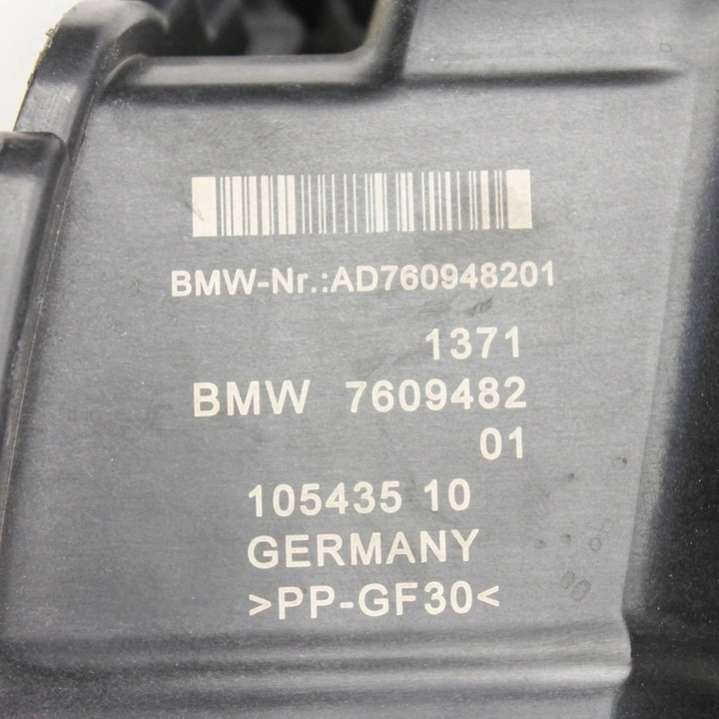 BMW-Nr.:AD760948201
1371
BMW 7609482
01
105435 10
GERMANY
>PP-GF30<